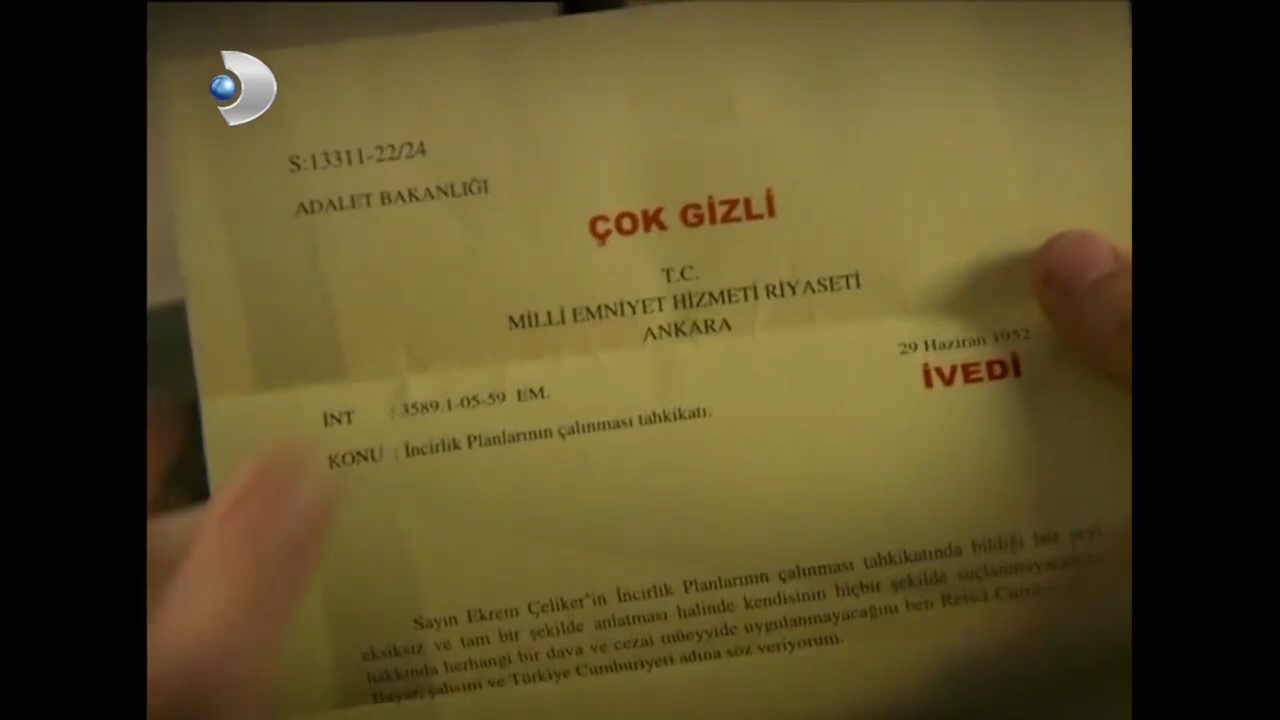 S:13311-22/24
ADALET BAKANLIĞI
ÇOK GİZLİ
T.C.
MİLLİ EMNİYET HİZMETİ RİYASETİ
ANKARA
29 Haziran 1952
İVEDİ
İNT : 3589.1-05-59 EM.
KONU : İncirlik Planlarının çalınması tahkikatı.
Sayın Ekrem Çeliker'in İncirlik Planlarının çalınması tahkikatında bildiği her şeyi
eksiksiz ve tam bir şekilde anlatması halinde kendisinin hiçbir şekilde suçlanmayacağını
hakkında herhangi bir dava ve cezai müeyyide uygulanmayacağını ben Reis-i
Bayar, şahsım ve Türkiye Cumhuriyeti adına söz veriyorum.